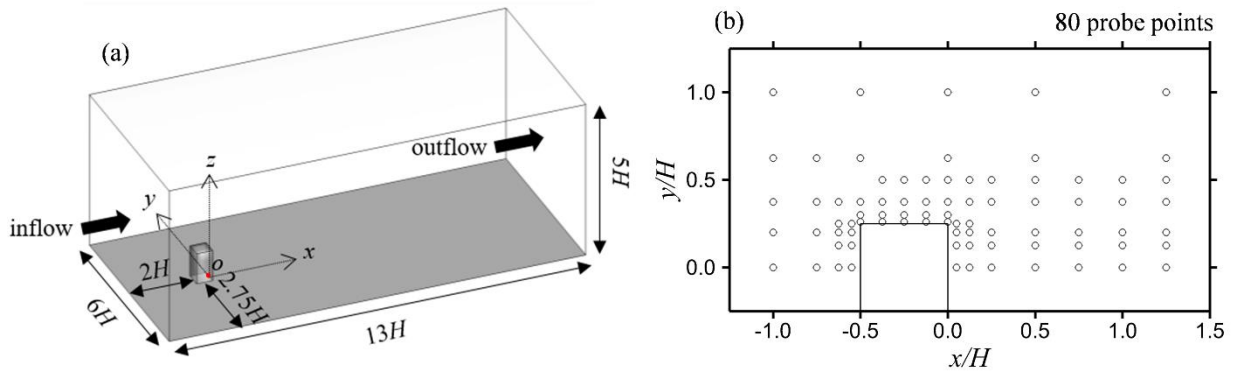 (a)
z
y
inflow
outflow
o
x
2H
2.75H
6H
13H
5H
(b)
80 probe points
1.0
0.5
0.0
y/H
-1.0 -0.5 0.0 0.5 1.0 1.5
x/H